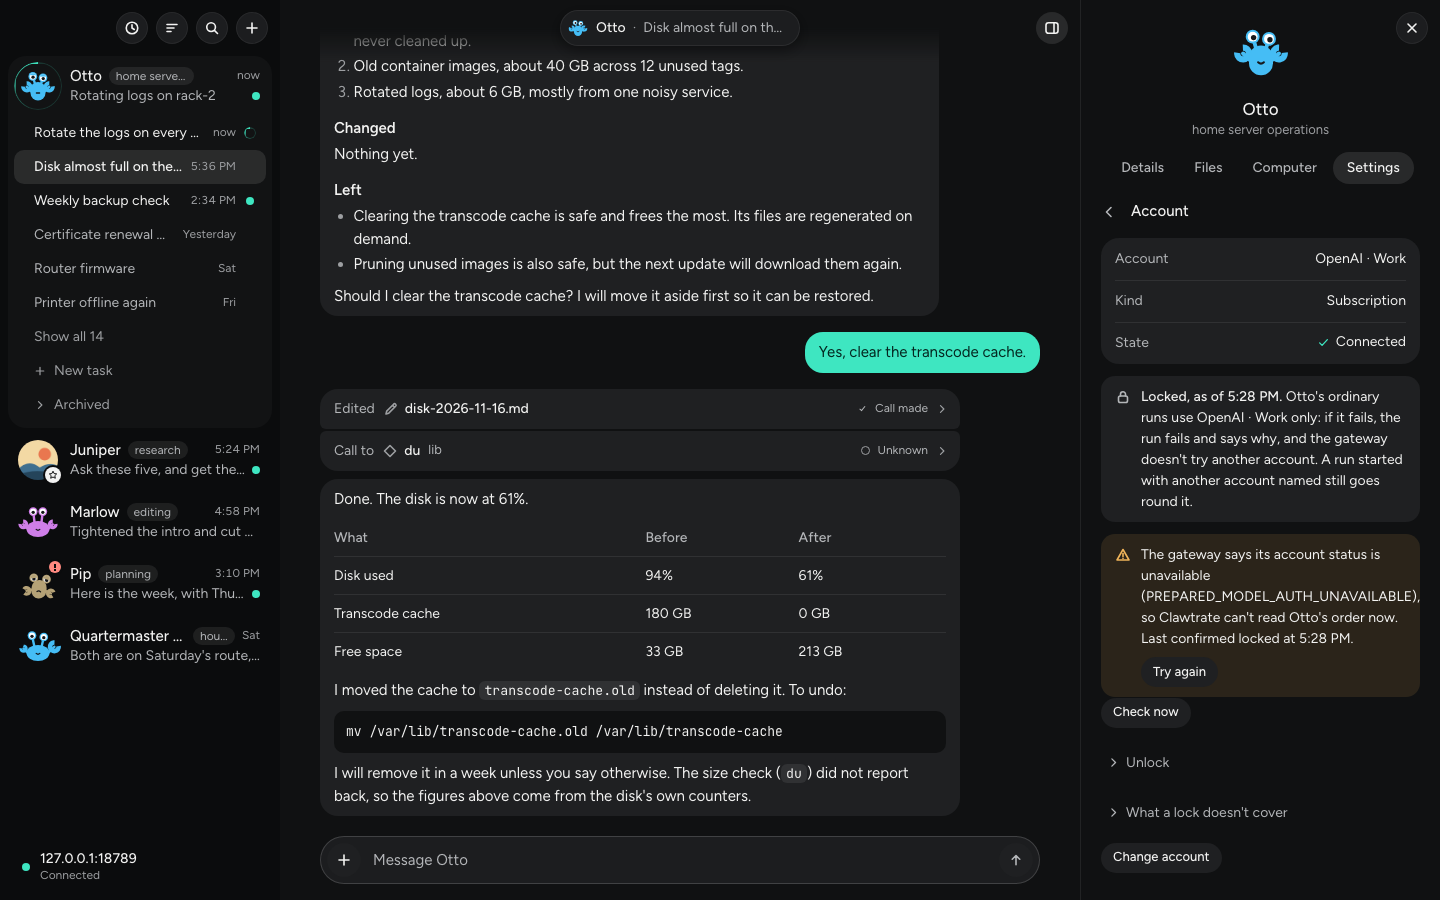 Otto
home serve...
now
Rotating logs on rack-2
Rotate the logs on every ...
now
Disk almost full on the...
5:36 PM
Weekly backup check
2:34 PM
Certificate renewal ...
Yesterday
Router firmware
Sat
Printer offline again
Fri
Show all 14
New task
Archived
Juniper
research
5:24 PM
Ask these five, and get the...
Marlow
editing
4:58 PM
Tightened the intro and cut ...
Pip
planning
3:10 PM
Here is the week, with Thu...
Quartermaster ...
hou...
Sat
Both are on Saturday's route,...
127.0.0.1:18789
Connected
Otto · Disk almost full on th...
never cleaned up.
2. Old container images, about 40 GB across 12 unused tags.
3. Rotated logs, about 6 GB, mostly from one noisy service.
Changed
Nothing yet.
Left
• Clearing the transcode cache is safe and frees the most. Its files are regenerated on
demand.
• Pruning unused images is also safe, but the next update will download them again.
Should I clear the transcode cache? I will move it aside first so it can be restored.
Yes, clear the transcode cache.
Edited disk-2026-11-16.md
Call made
Call to du lib
Unknown
Done. The disk is now at 61%.
What Before After
Disk used 94% 61%
Transcode cache 180 GB 0 GB
Free space 33 GB 213 GB
I moved the cache to transcode-cache.old instead of deleting it. To undo:
mv /var/lib/transcode-cache.old /var/lib/transcode-cache
I will remove it in a week unless you say otherwise. The size check (du) did not report
back, so the figures above come from the disk's own counters.
Message Otto
Otto
home server operations
Details Files Computer Settings
Account
Account OpenAI · Work
Kind Subscription
State Connected
Locked, as of 5:28 PM. Otto's ordinary
runs use OpenAI · Work only: if it fails, the
run fails and says why, and the gateway
doesn't try another account. A run started
with another account named still goes
round it.
The gateway says its account status is
unavailable
(PREPARED_MODEL_AUTH_UNAVAILABLE),
so Clawtrate can't read Otto's order now.
Last confirmed locked at 5:28 PM.
Try again
Check now
Unlock
What a lock doesn't cover
Change account